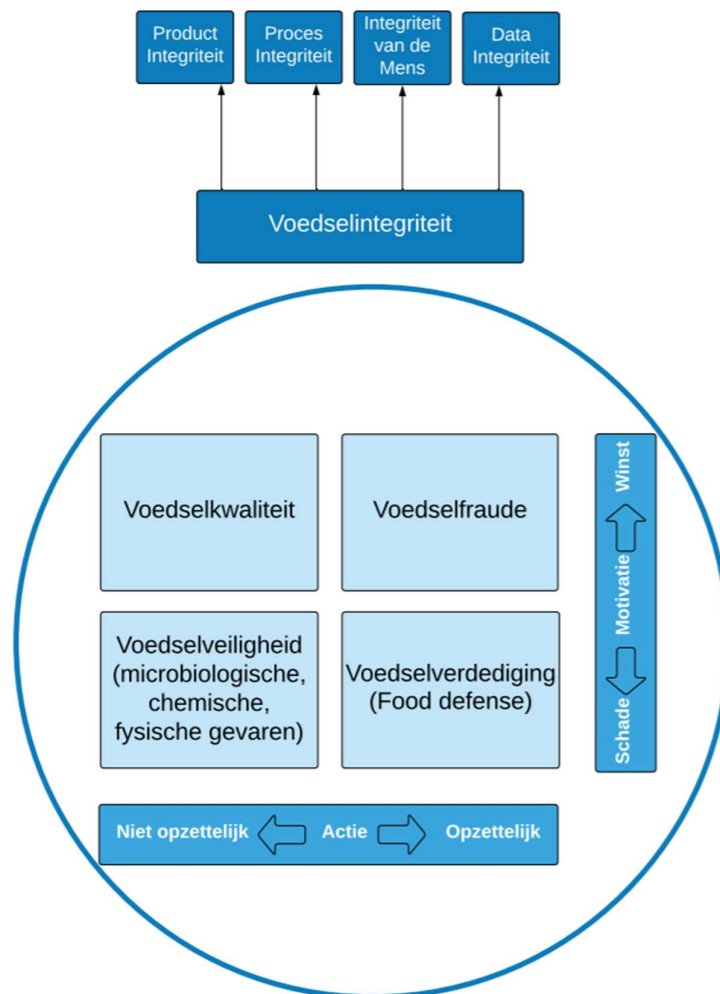 Product
Integriteit
Proces
Integriteit
Integriteit
van de
Mens
Data
Integriteit
Voedselintegriteit
Voedselkwaliteit
Voedselfraude
Voedselveiligheid
(microbiologische,
chemische,
fysische gevaren)
Voedselverdediging
(Food defense)
Winst
Motivatie
Schade
Niet opzettelijk
Actie
Opzettelijk